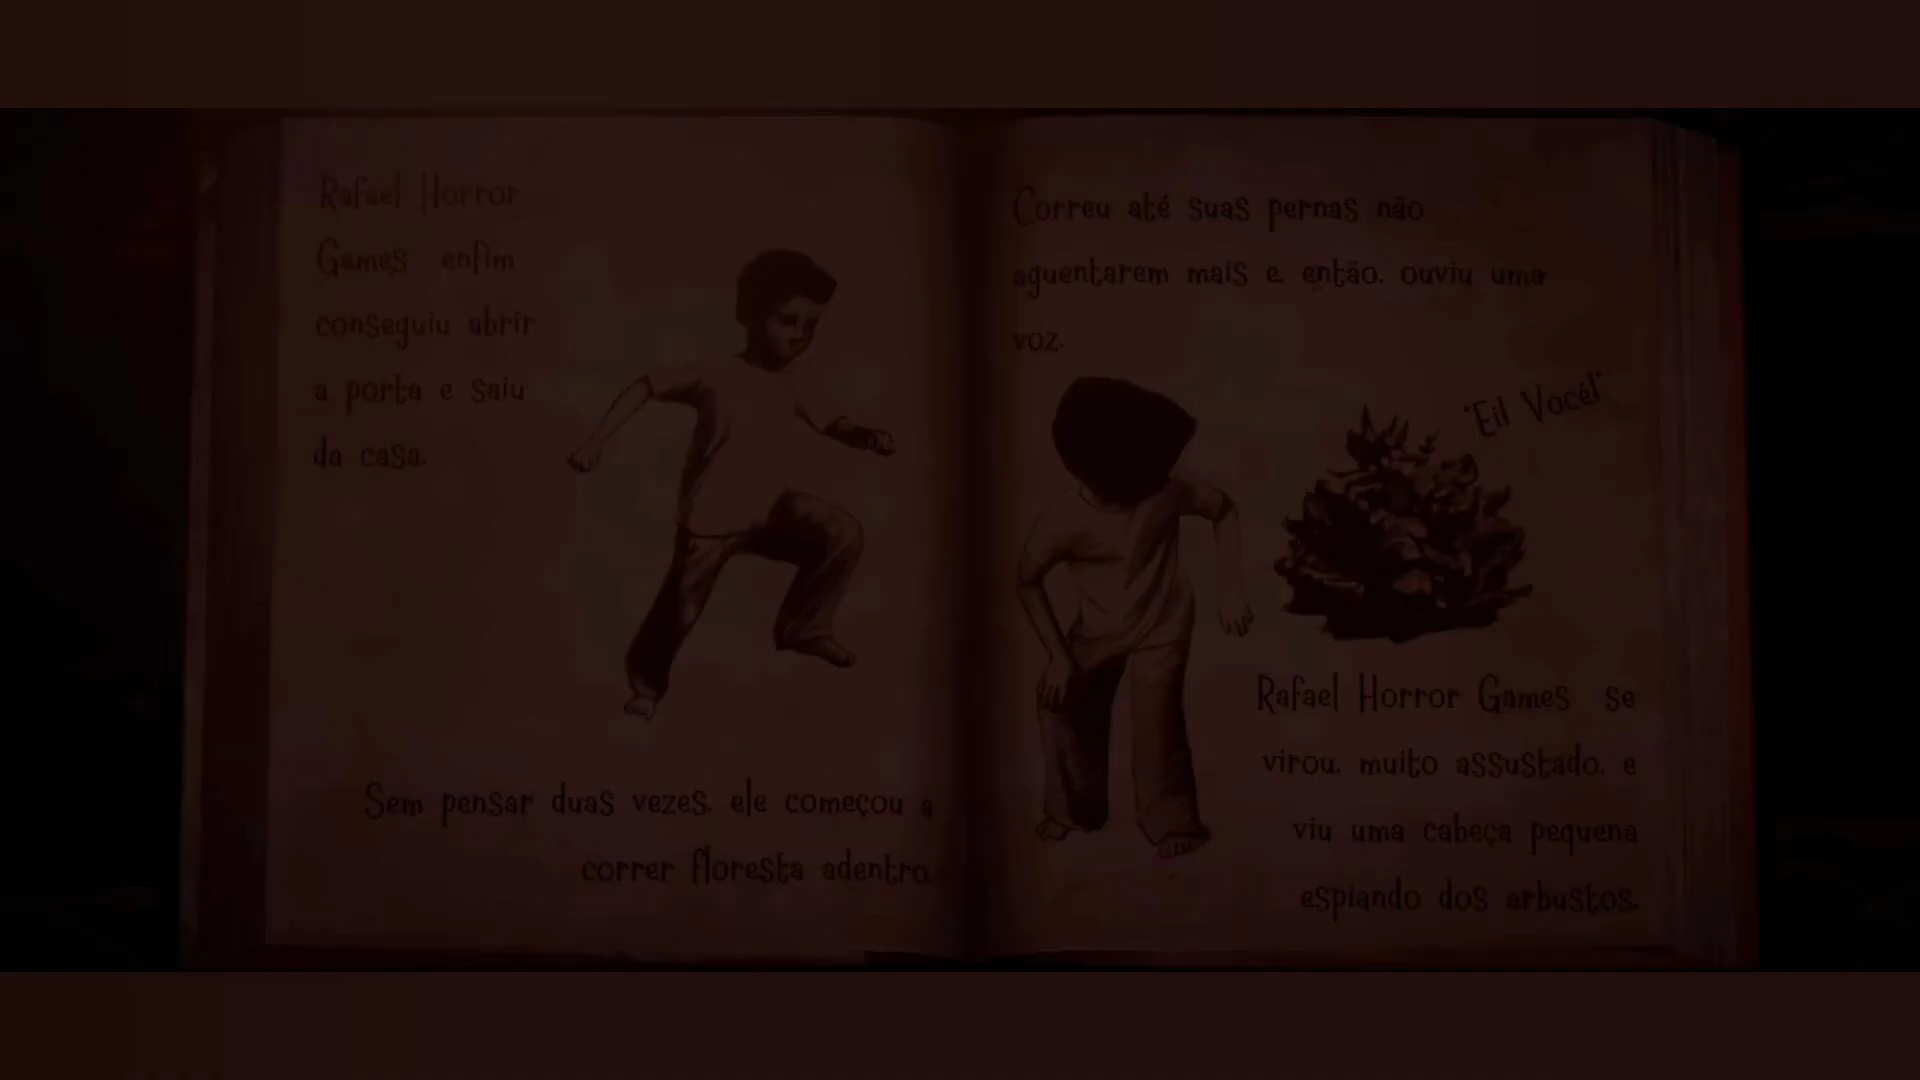 Rafael Horror
Games enfim
conseguiu abrir
a porta e saiu
da casa.
Sem pensar duas vezes, ele começou a
correr floresta adentro.
Correu até suas pernas não
aguentarem mais e, então, ouviu uma
voz.
"Ei! Você!"
Rafael Horror Games se
virou, muito assustado, e
viu uma cabeça pequena
espiando dos arbustos.